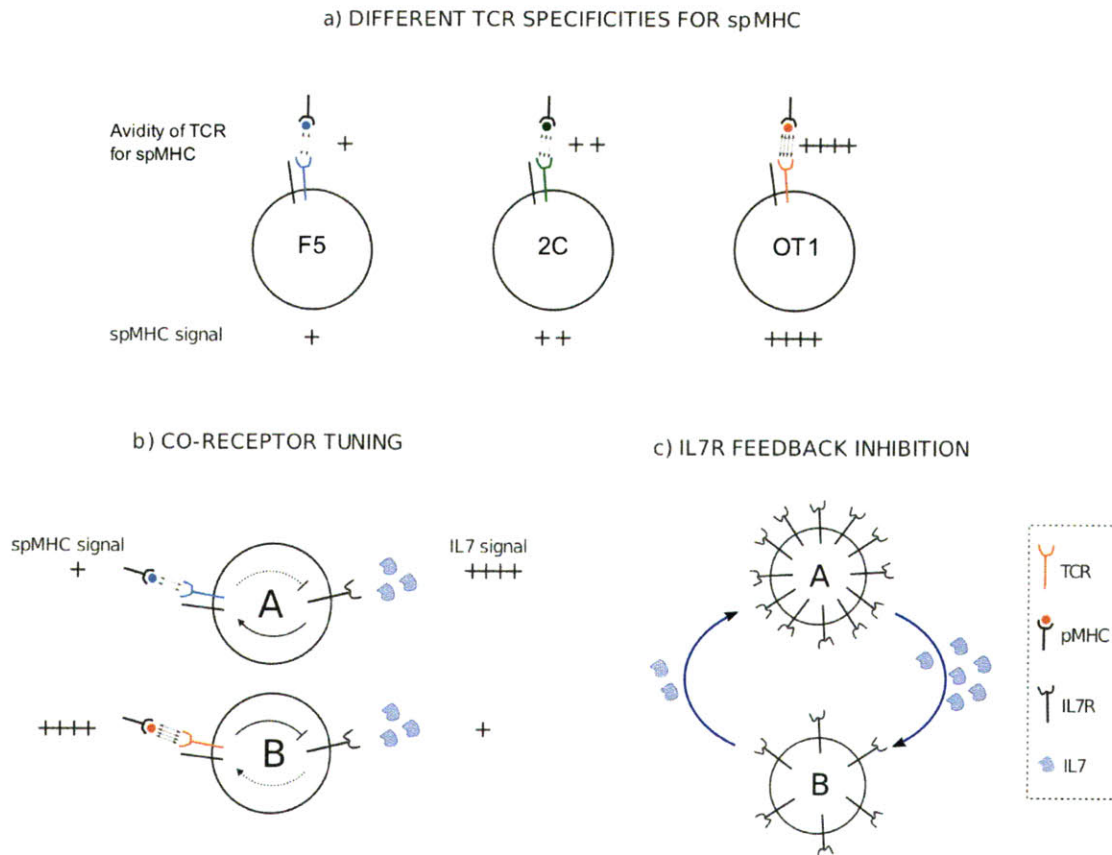 a) DIFFERENT TCR SPECIFICITIES FOR spMHC
Avidity of TCR
for spMHC
+
++
++++
F5
2C
OT1
spMHC signal
+
++
++++
b) CO-RECEPTOR TUNING
c) IL7R FEEDBACK INHIBITION
spMHC signal
+
IL7 signal
++++
A
++++
B
+
A
B
TCR
pMHC
IL7R
IL7